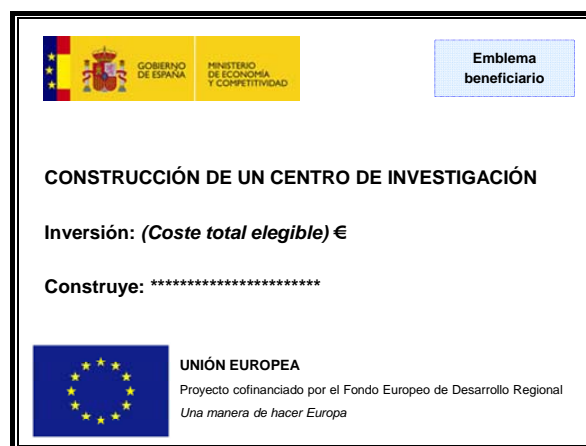 GOBIERNO
DE ESPAÑA
MINISTERIO
DE ECONOMÍA
Y COMPETITIVIDAD
Emblema
beneficiario
CONSTRUCCIÓN DE UN CENTRO DE INVESTIGACIÓN
Inversión: (Coste total elegible) €
Construye: ***********************
UNIÓN EUROPEA
Proyecto cofinanciado por el Fondo Europeo de Desarrollo Regional
Una manera de hacer Europa